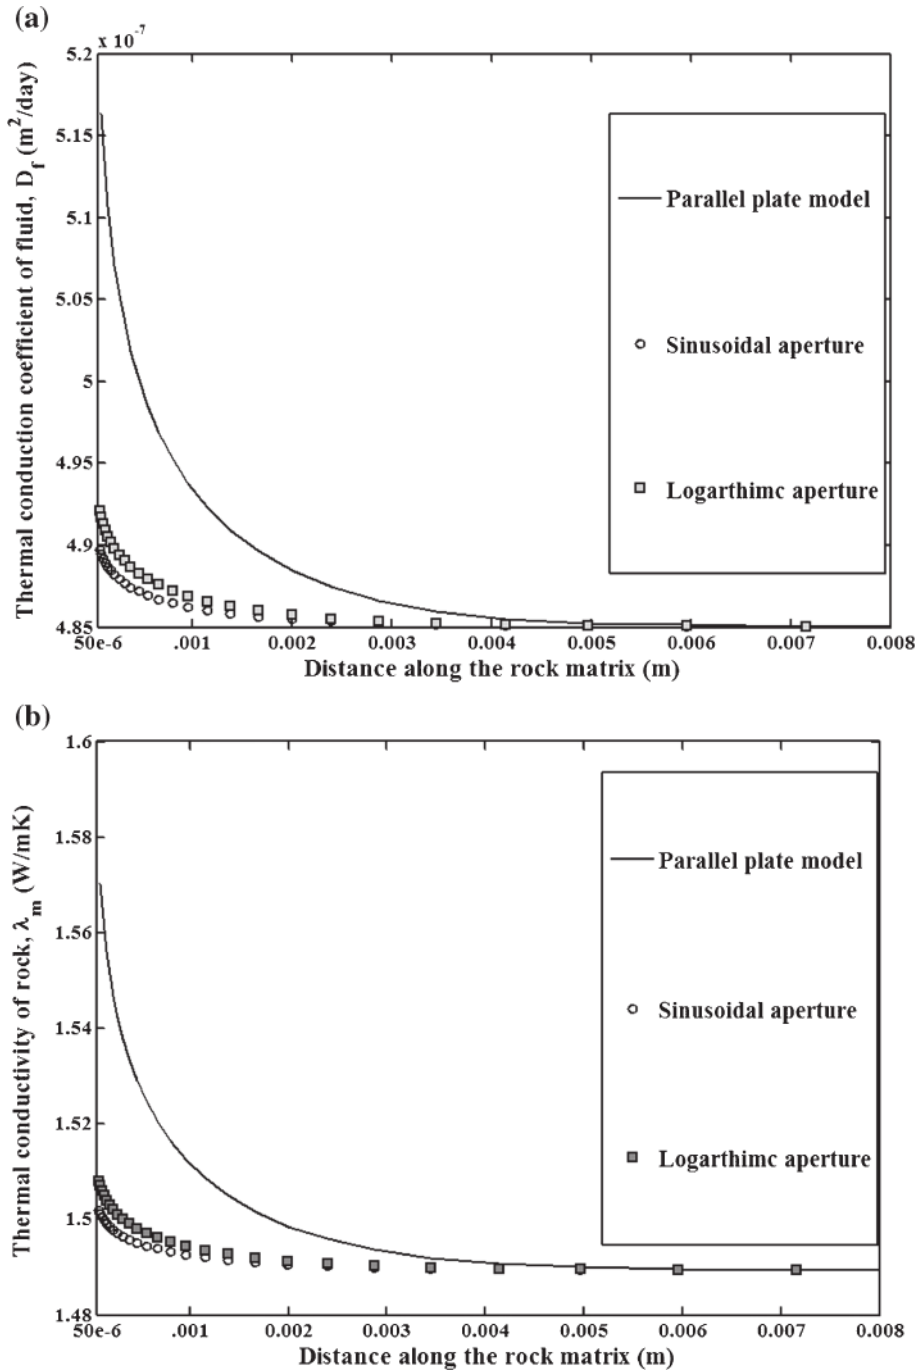 (a)
x 10⁻⁷
5.2
5.15
5.1
5.05
5
4.95
4.9
4.85
Thermal conduction coefficient of fluid, D_f (m²/day)
Parallel plate model
Sinusoidal aperture
Logarthimc aperture
50e-6 .001 0.002 0.003 0.004 0.005 0.006 0.007 0.008
Distance along the rock matrix (m)
(b)
1.6
1.58
1.56
1.54
1.52
1.5
1.48
Thermal conductivity of rock, λ_m (W/mK)
Parallel plate model
Sinusoidal aperture
Logarthimc aperture
50e-6 .001 0.002 0.003 0.004 0.005 0.006 0.007 0.008
Distance along the rock matrix (m)